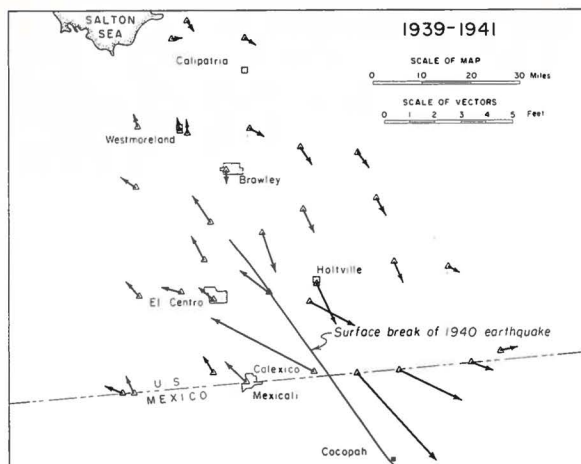 SALTON
SEA
1939-1941
SCALE OF MAP
0 10 20 30 Miles
SCALE OF VECTORS
0 1 2 3 4 5 Feet
Calipatria
Westmoreland
Brawley
Holtville
El Centro
Surface break of 1940 earthquake
Calexico
U S
MEXICO
Mexicali
Cocopah